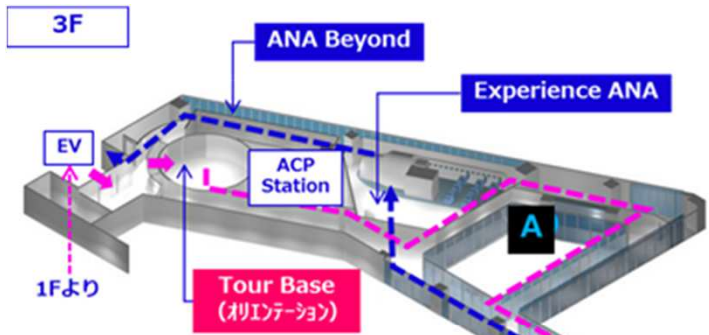 3F
ANA Beyond
Experience ANA
EV
ACP
Station
A
1Fより
Tour Base
（オリエンテーション）